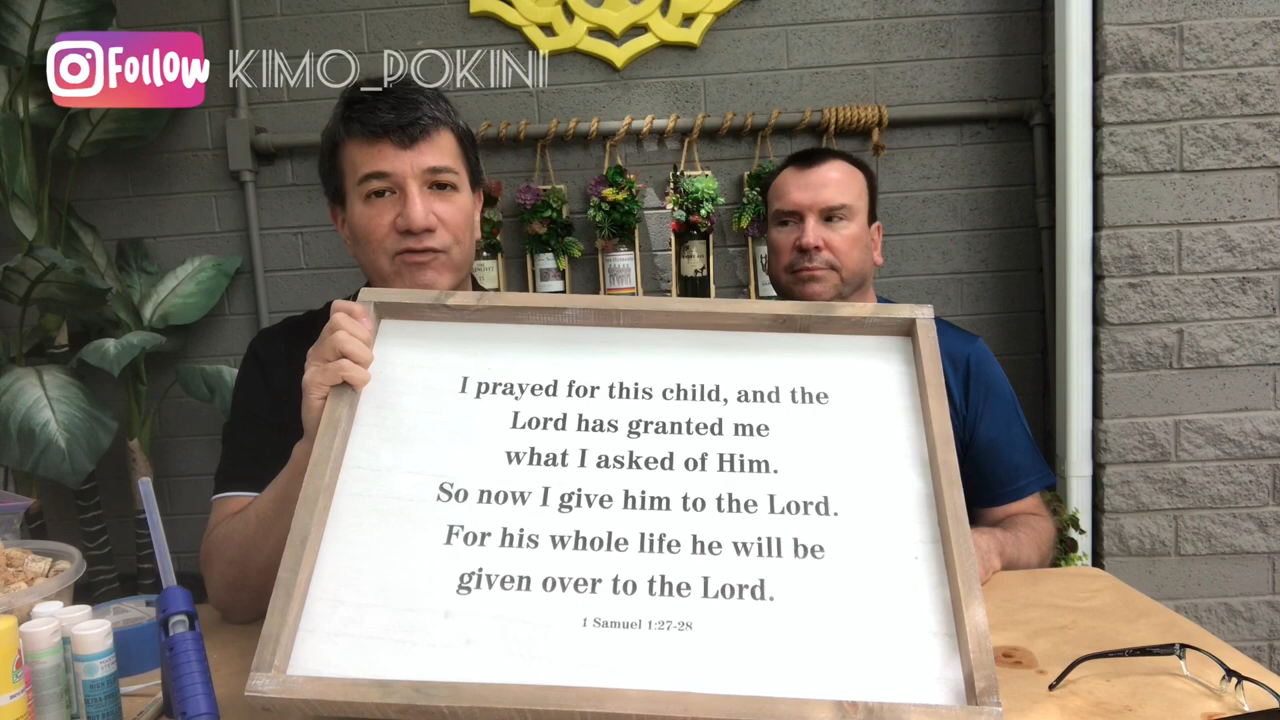 Follow KIMO_POKINI
I prayed for this child, and the
Lord has granted me
what I asked of Him.
So now I give him to the Lord.
For his whole life he will be
given over to the Lord.
1 Samuel 1:27-28